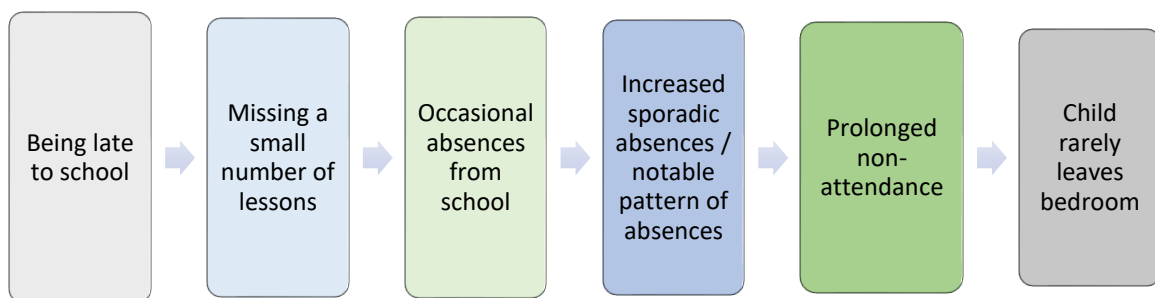 Being late
to school
Missing a
small
number of
lessons
Occasional
absences
from
school
Increased
sporadic
absences /
notable
pattern of
absences
Prolonged
non-
attendance
Child
rarely
leaves
bedroom